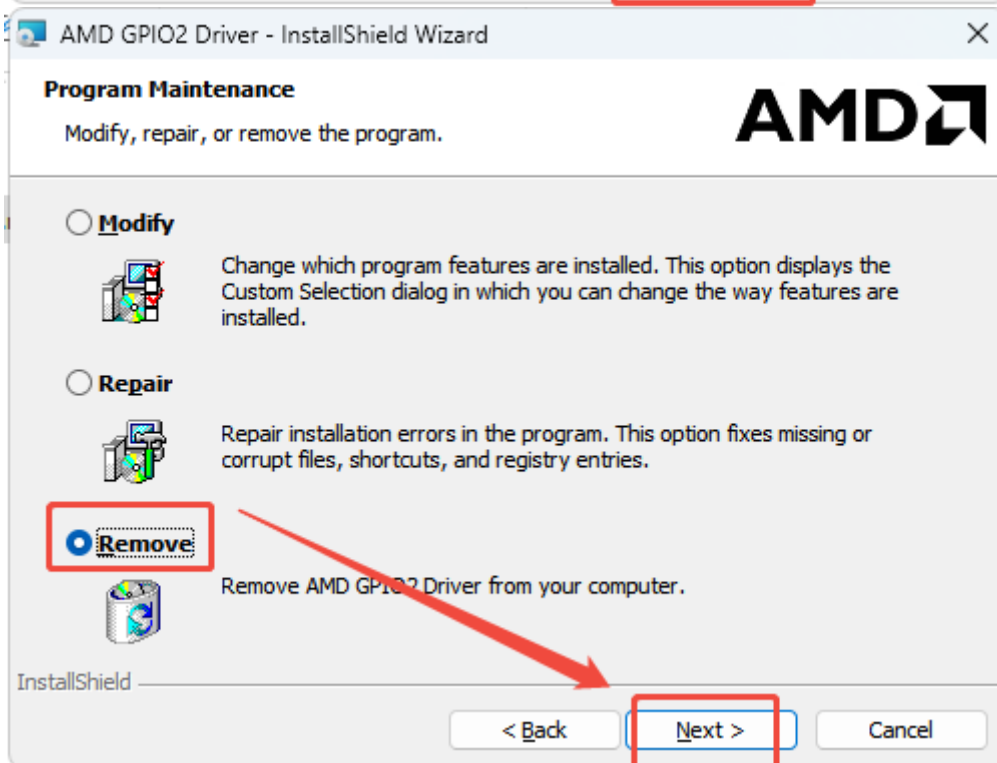 AMD GPIO2 Driver - InstallShield Wizard
Program Maintenance
Modify, repair, or remove the program.
AMD
Modify
Change which program features are installed. This option displays the
Custom Selection dialog in which you can change the way features are
installed.
Repair
Repair installation errors in the program. This option fixes missing or
corrupt files, shortcuts, and registry entries.
Remove
Remove AMD GPIO2 Driver from your computer.
InstallShield
< Back
Next >
Cancel